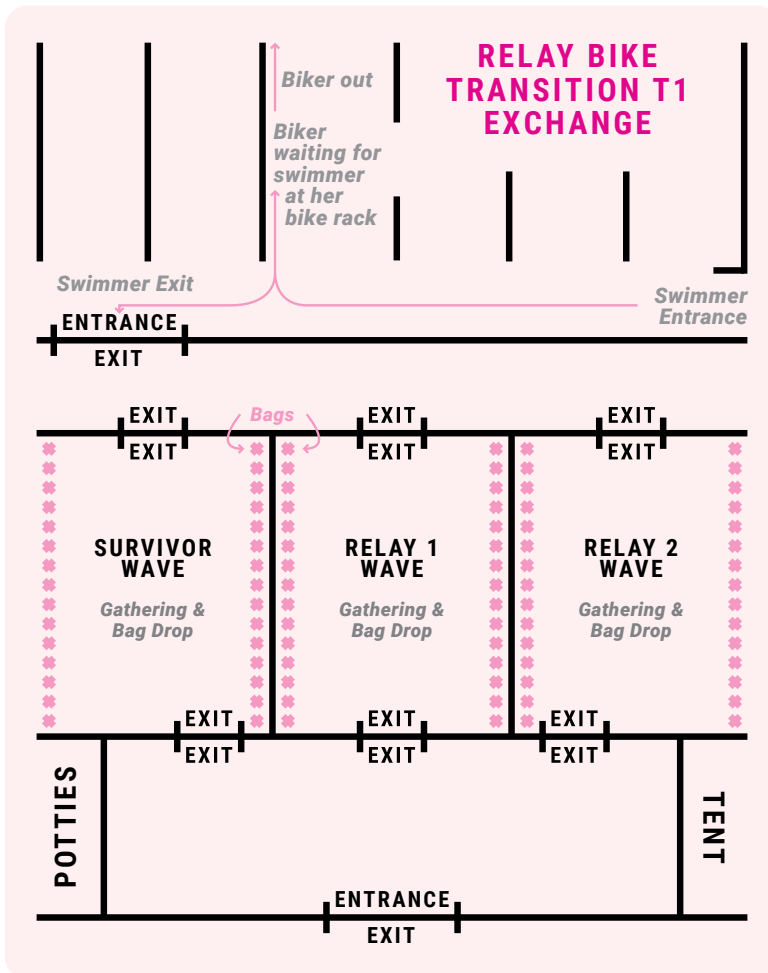 RELAY BIKE
TRANSITION T1
EXCHANGE
Biker out
Biker
waiting for
swimmer
at her
bike rack
Swimmer Exit
Swimmer
Entrance
ENTRANCE
EXIT
EXIT
Bags
EXIT
EXIT
EXIT
EXIT
EXIT
SURVIVOR
WAVE
Gathering &
Bag Drop
RELAY 1
WAVE
Gathering &
Bag Drop
RELAY 2
WAVE
Gathering &
Bag Drop
EXIT
EXIT
EXIT
EXIT
EXIT
EXIT
POTTIES
TENT
ENTRANCE
EXIT